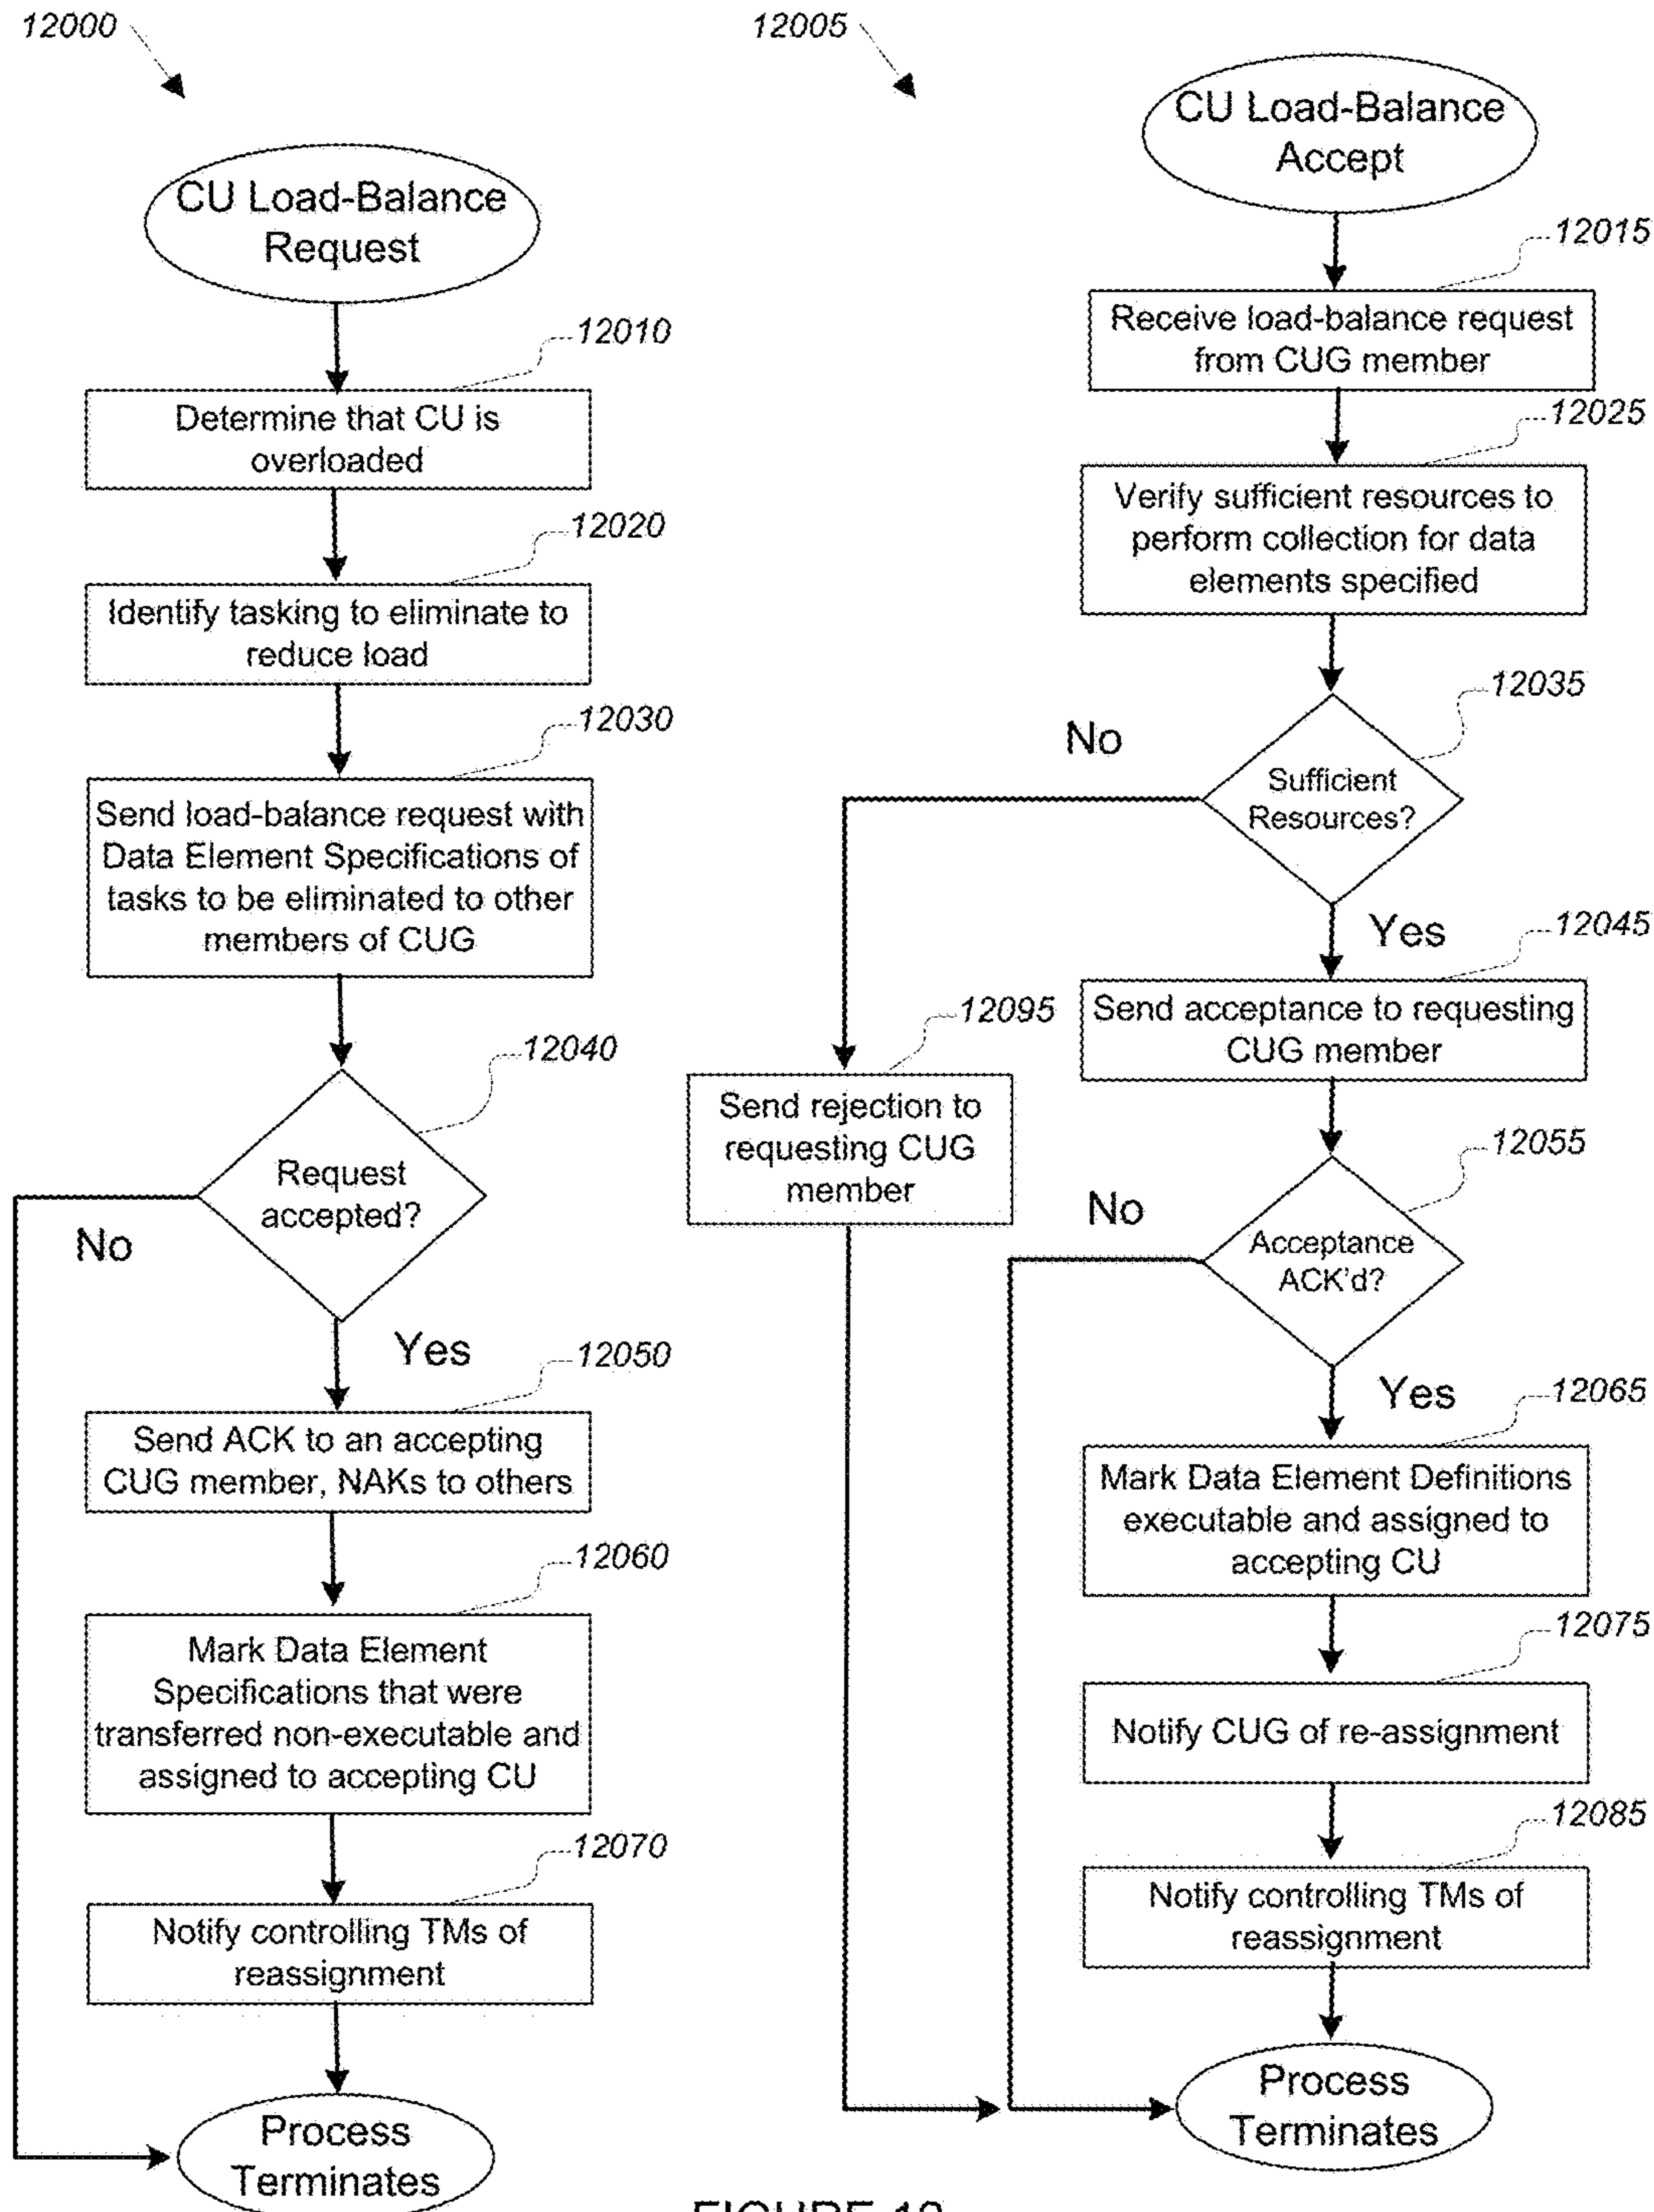 12000
CU Load-Balance
Request
12010
Determine that CU is
overloaded
12020
Identify tasking to eliminate to
reduce load
12030
Send load-balance request with
Data Element Specifications of
tasks to be eliminated to other
members of CUG
12040
Request
accepted?
No
Yes
12050
Send ACK to an accepting
CUG member, NAKs to others
12060
Mark Data Element
Specifications that were
transferred non-executable and
assigned to accepting CU
12070
Notify controlling TMs of
reassignment
Process
Terminates
12005
CU Load-Balance
Accept
12015
Receive load-balance request
from CUG member
12025
Verify sufficient resources to
perform collection for data
elements specified
12035
No
Sufficient
Resources?
Yes
12045
Send acceptance to requesting
CUG member
12095
Send rejection to
requesting CUG
member
12055
No
Acceptance
ACK'd?
Yes
12065
Mark Data Element Definitions
executable and assigned to
accepting CU
12075
Notify CUG of re-assignment
12085
Notify controlling TMs of
reassignment
Process
Terminates